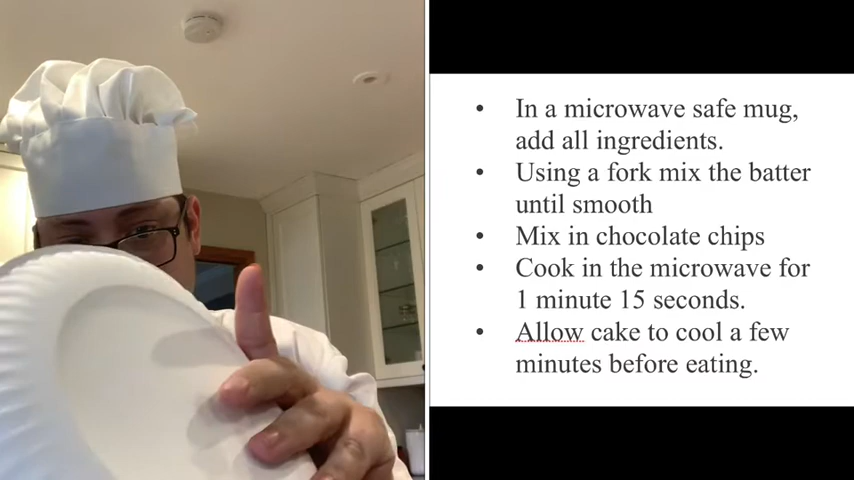 • In a microwave safe mug,
add all ingredients.
• Using a fork mix the batter
until smooth
• Mix in chocolate chips
• Cook in the microwave for
1 minute 15 seconds.
• Allow cake to cool a few
minutes before eating.